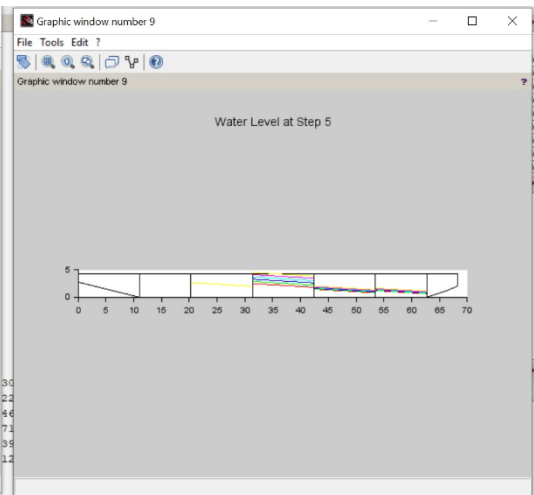 Graphic window number 9
File Tools Edit ?
Graphic window number 9 ?
Water Level at Step 5
5
0
0 5 10 15 20 25 30 35 40 45 50 55 60 65 70
30
22
46
71
39
12